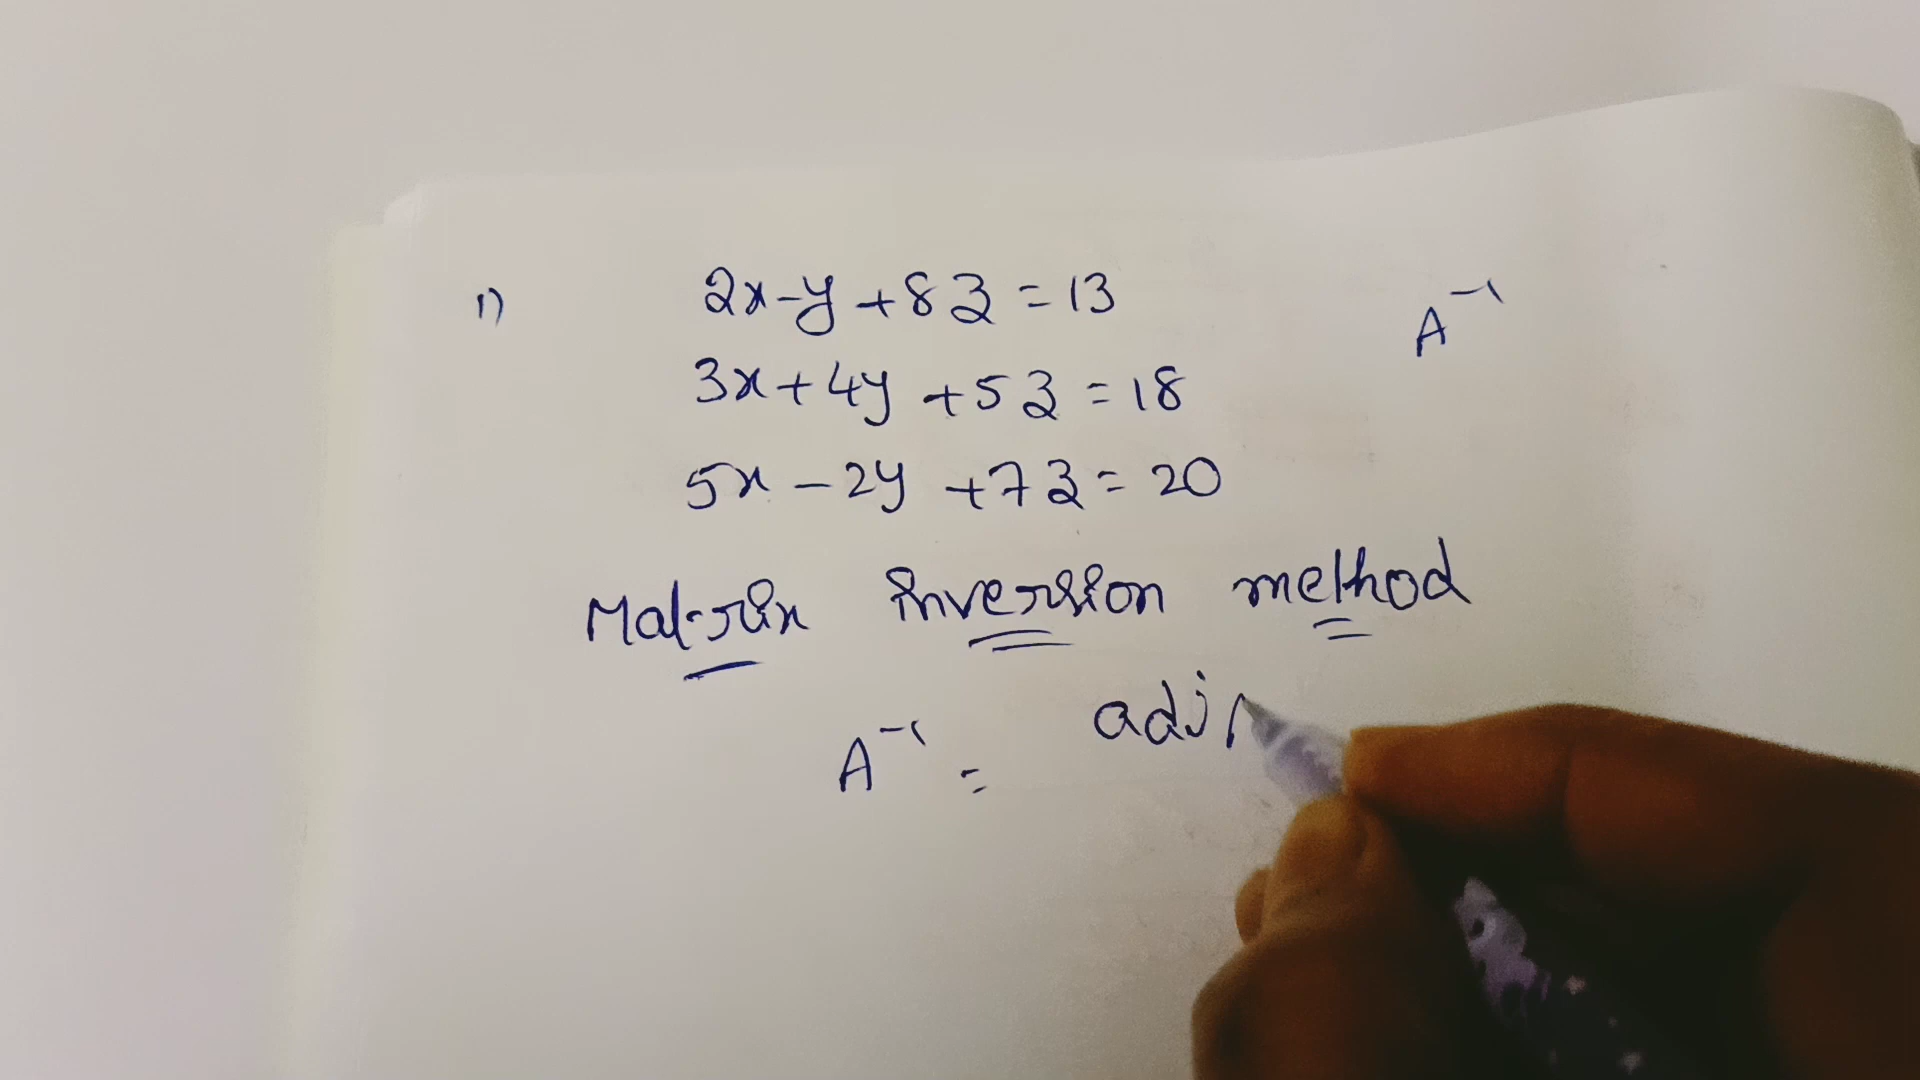 1) 2x-y+8z=13 A⁻¹
3x+4y+5z=18
5x-2y+7z=20
Matrix inversion method
A⁻¹ = adj